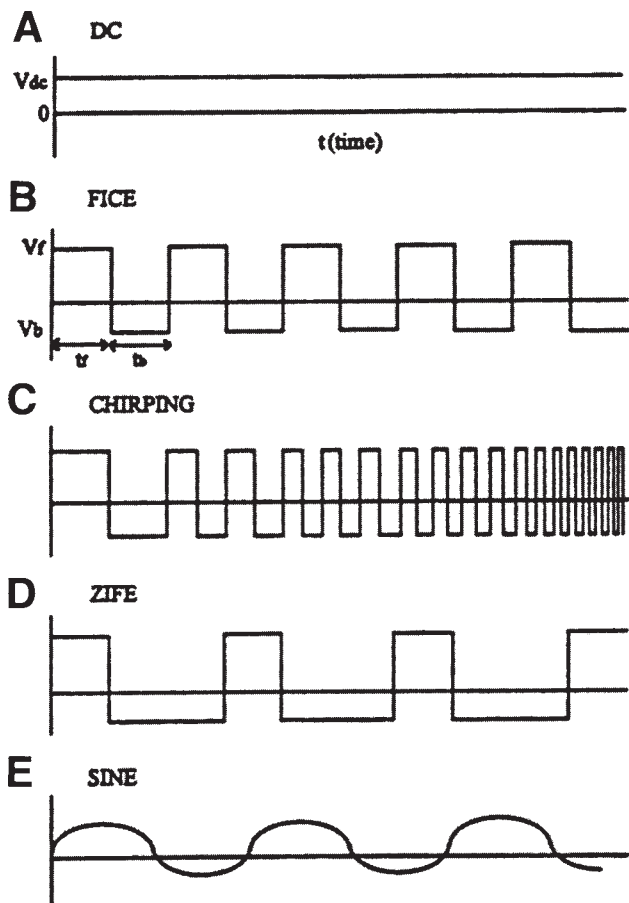 A DC
Vdc
0
t (time)
B FICE
Vf
Vb
tf tb
C CHIRPING
D ZIFE
E SINE